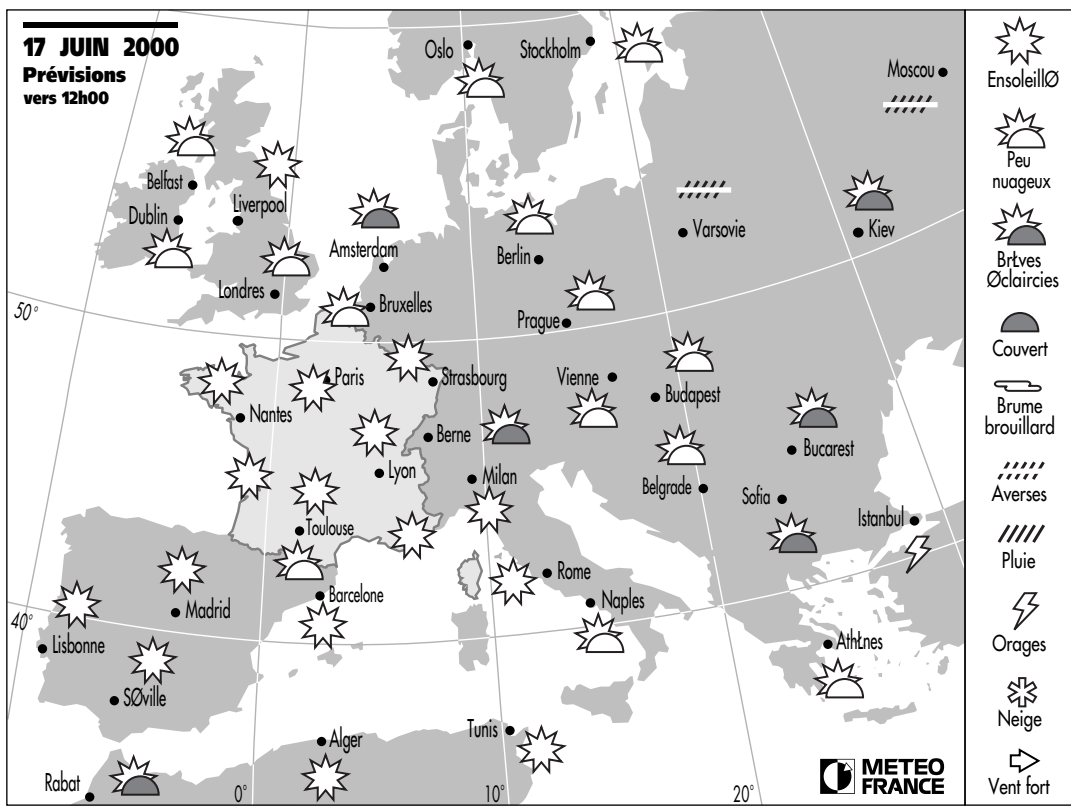 17 JUIN 2000
Prévisions
vers 12h00
Oslo
Stockholm
Moscou
Belfast
Dublin
Liverpool
Londres
Amsterdam
Bruxelles
Berlin
Varsovie
Kiev
Prague
50°
Paris
Strasbourg
Nantes
Vienne
Budapest
Berne
Lyon
Milan
Bucarest
Belgrade
Sofia
Istanbul
Toulouse
Barcelone
Rome
Naples
Madrid
40°
Lisbonne
SØville
AthŁnes
Tunis
Alger
Rabat
0°
10°
20°
METEO
FRANCE
EnsoleillØ
Peu
nuageux
BrŁves
Øclaircies
Couvert
Brume
brouillard
Averses
Pluie
Orages
Neige
Vent fort